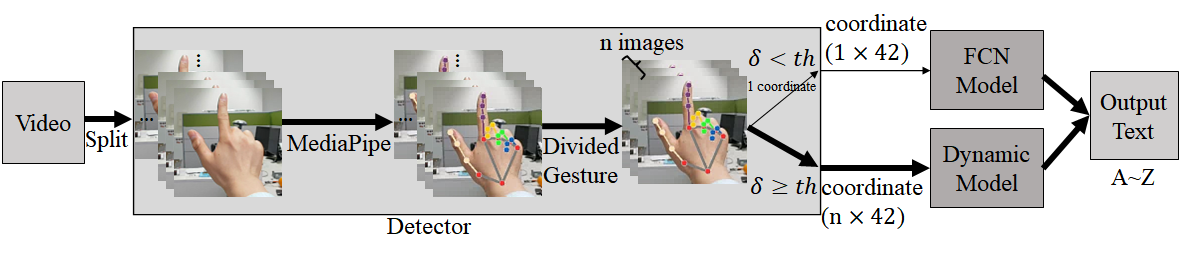 Video
Split
MediaPipe
Divided
Gesture
n images
δ < th
1 coordinate
δ ≥ th
coordinate
(1 × 42)
coordinate
(n × 42)
FCN
Model
Dynamic
Model
Output
Text
A~Z
Detector